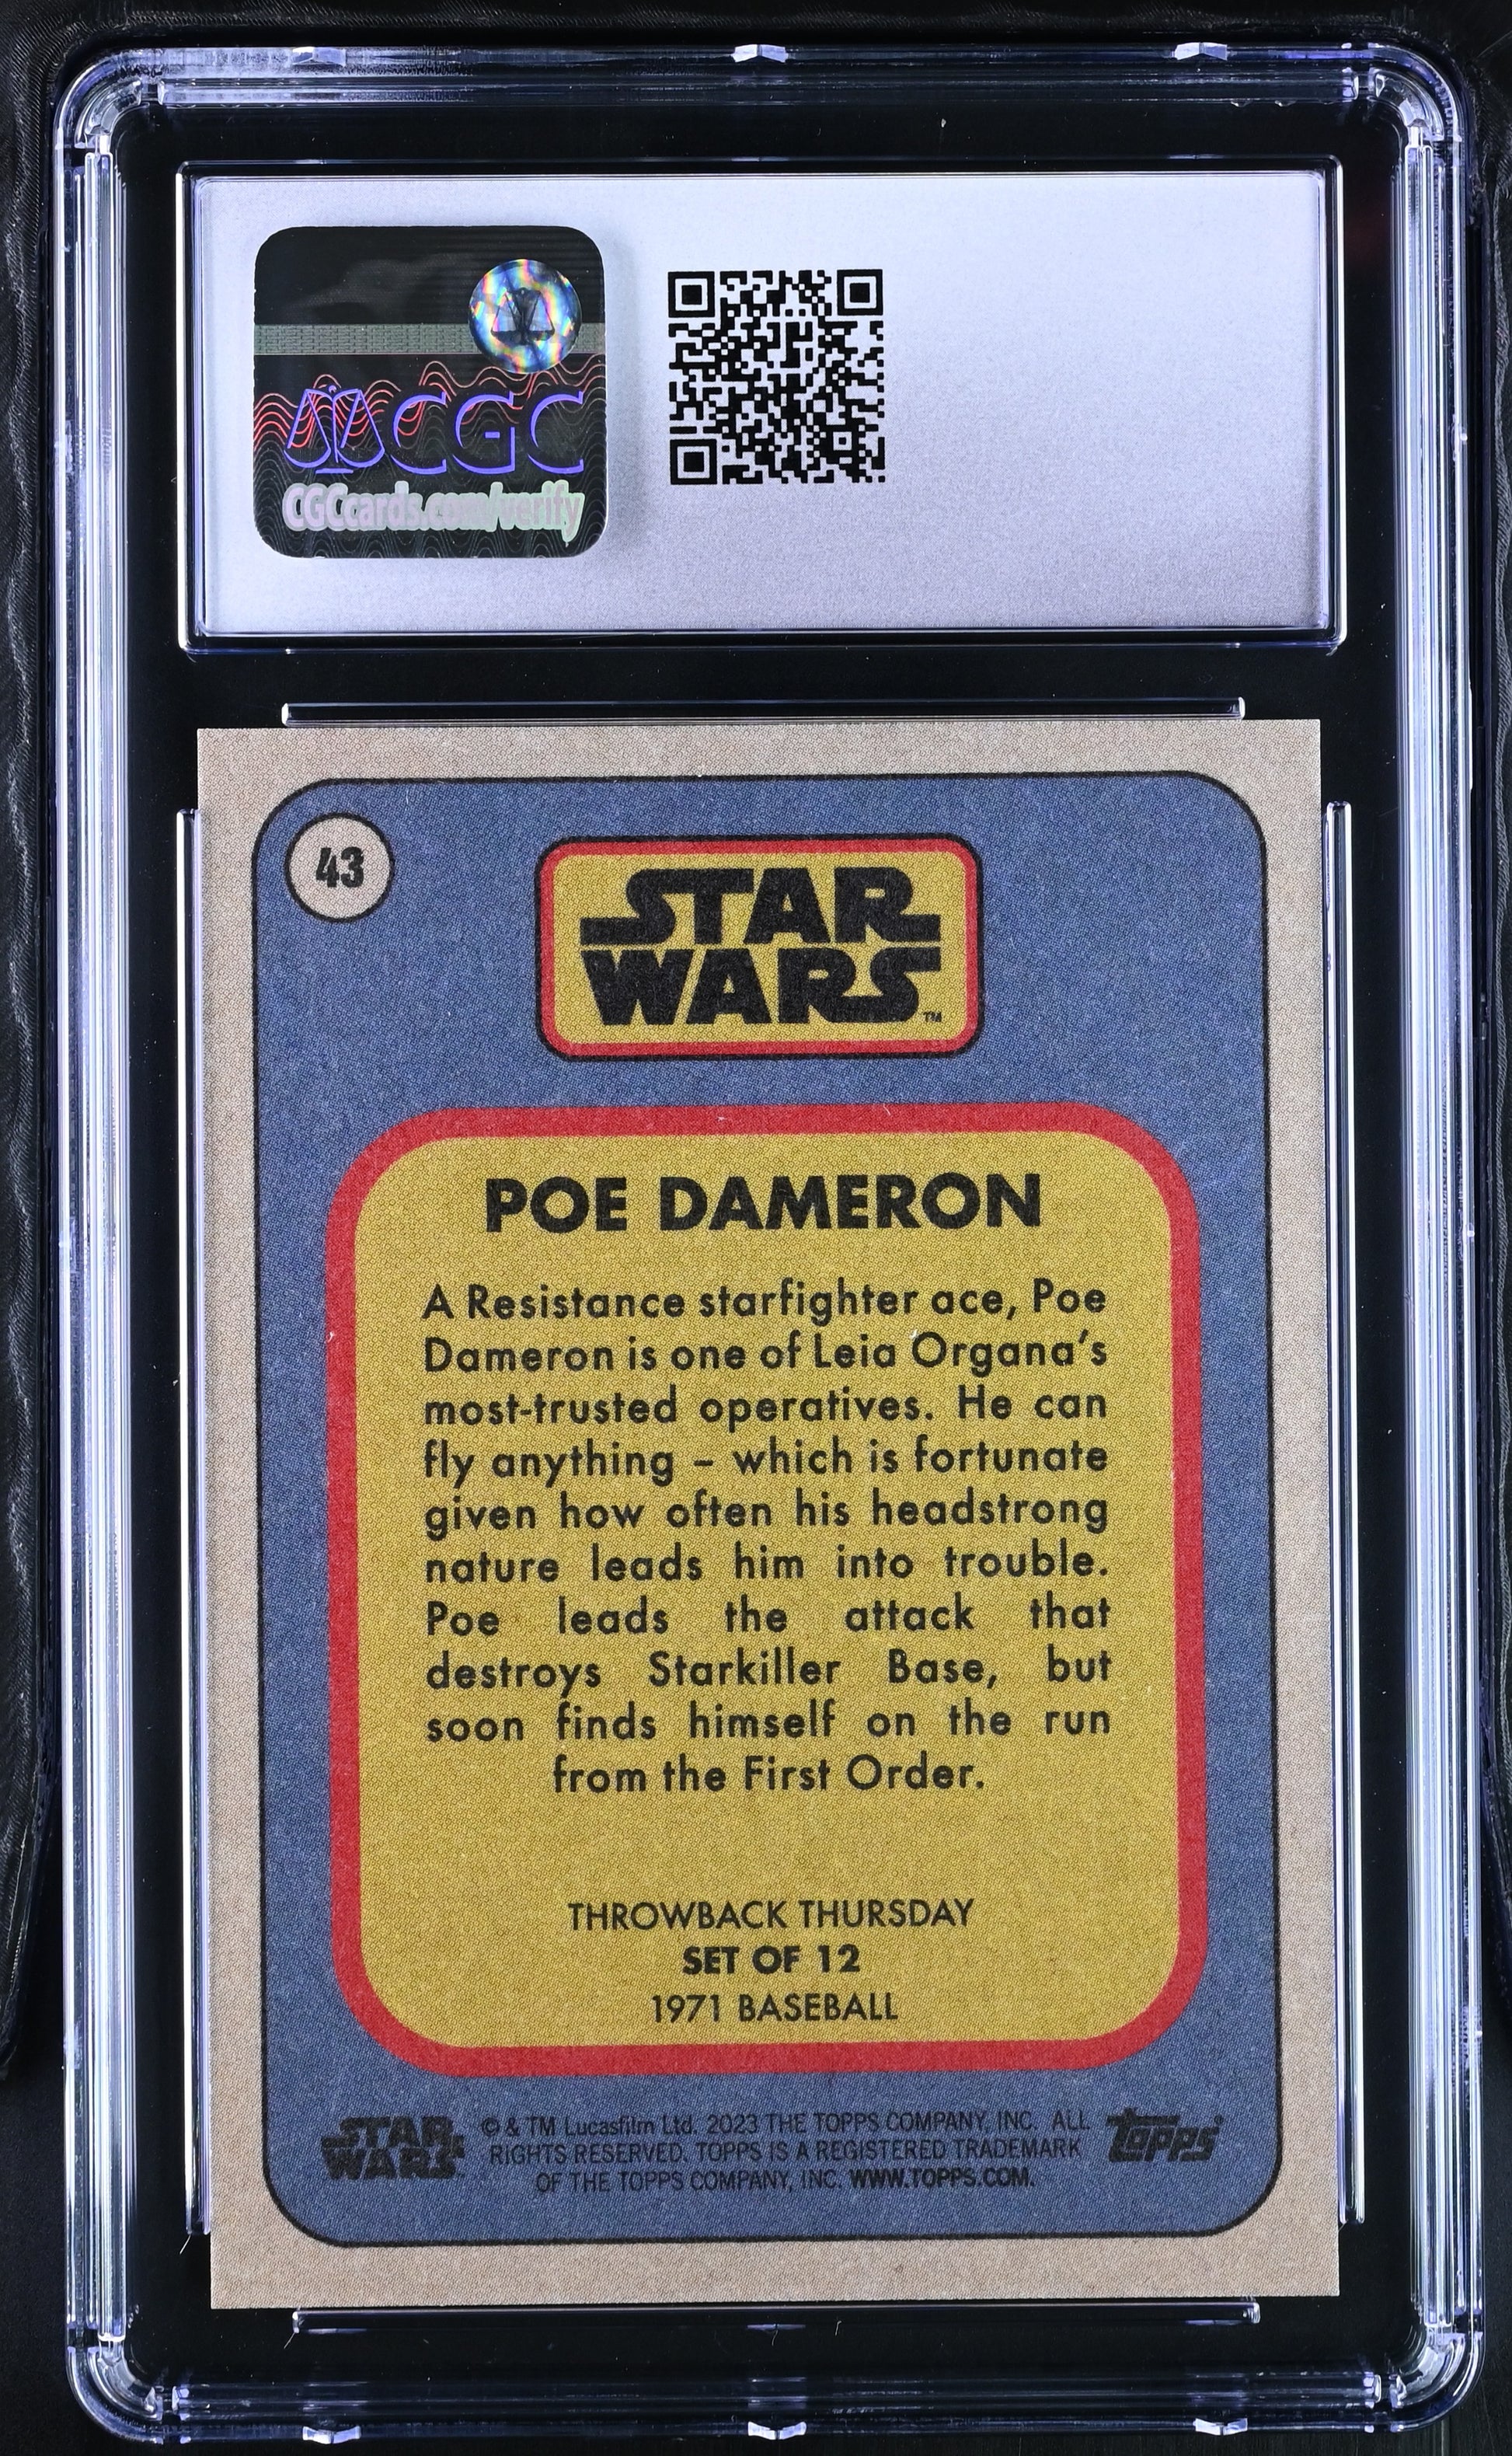 CGC
CGCcards.com/verify
43
STAR
WARS™
POE DAMERON
A Resistance starfighter ace, Poe
Dameron is one of Leia Organa's
most-trusted operatives. He can
fly anything – which is fortunate
given how often his headstrong
nature leads him into trouble.
Poe leads the attack that
destroys Starkiller Base, but
soon finds himself on the run
from the First Order.
THROWBACK THURSDAY
SET OF 12
1971 BASEBALL
STAR
WARS
© & TM Lucasfilm Ltd. 2023 THE TOPPS COMPANY, INC. ALL
RIGHTS RESERVED. TOPPS IS A REGISTERED TRADEMARK
OF THE TOPPS COMPANY, INC. WWW.TOPPS.COM.
topps